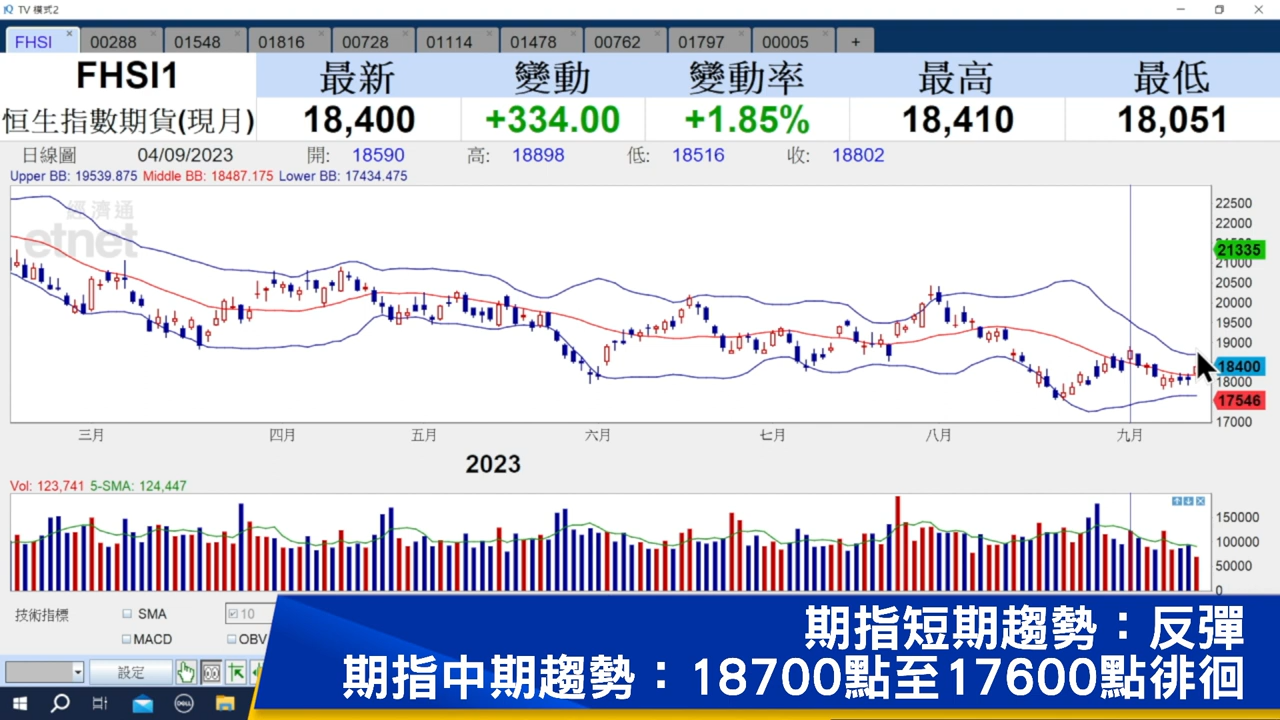 TV 模式2
FHSI 00288 01548 01816 00728 01114 01478 00762 01797 00005 +
FHSI1 最新 變動 變動率 最高 最低
恒生指數期貨(現月) 18,400 +334.00 +1.85% 18,410 18,051
日線圖 04/09/2023 開: 18590 高: 18898 低: 18516 收: 18802
Upper BB: 19539.875 Middle BB: 18487.175 Lower BB: 17434.475
經濟通
etnet
22500
22000
21335
21000
20500
20000
19500
19000
18400
18000
17546
17000
三月 四月 五月 六月 七月 八月 九月
2023
Vol: 123,741 5-SMA: 124,447
150000
100000
50000
0
技術指標 SMA 10
MACD OBV
設定
期指短期趨勢：反彈
期指中期趨勢：18700點至17600點徘徊
DELL